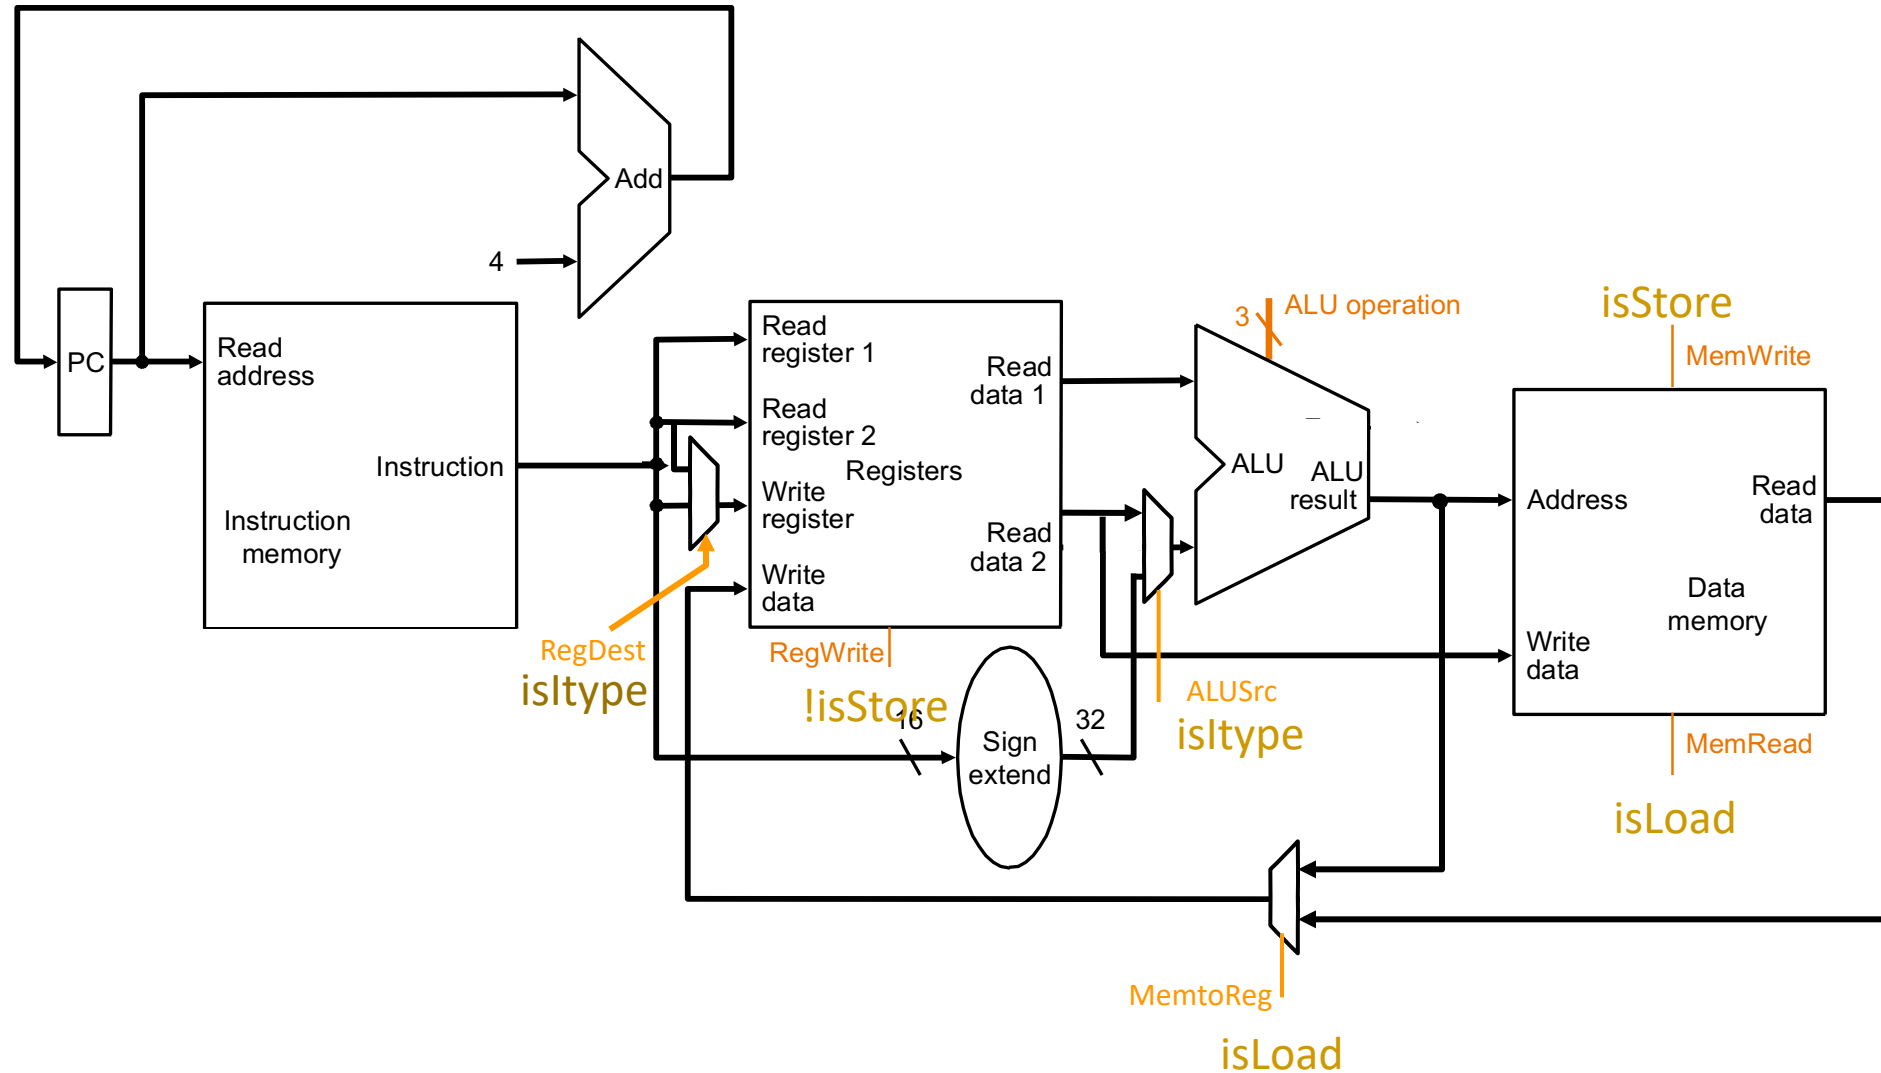 Add
4
PC
Read
address
Instruction
Instruction
memory
Read
register 1
Read
register 2
Registers
Write
register
Write
data
Read
data 1
Read
data 2
RegDest
isItype
RegWrite
!isStore
16
Sign
extend
32
3
ALU operation
ALU
ALU
result
ALUSrc
isItype
isStore
MemWrite
Address
Read
data
Data
memory
Write
data
MemRead
isLoad
MemtoReg
isLoad